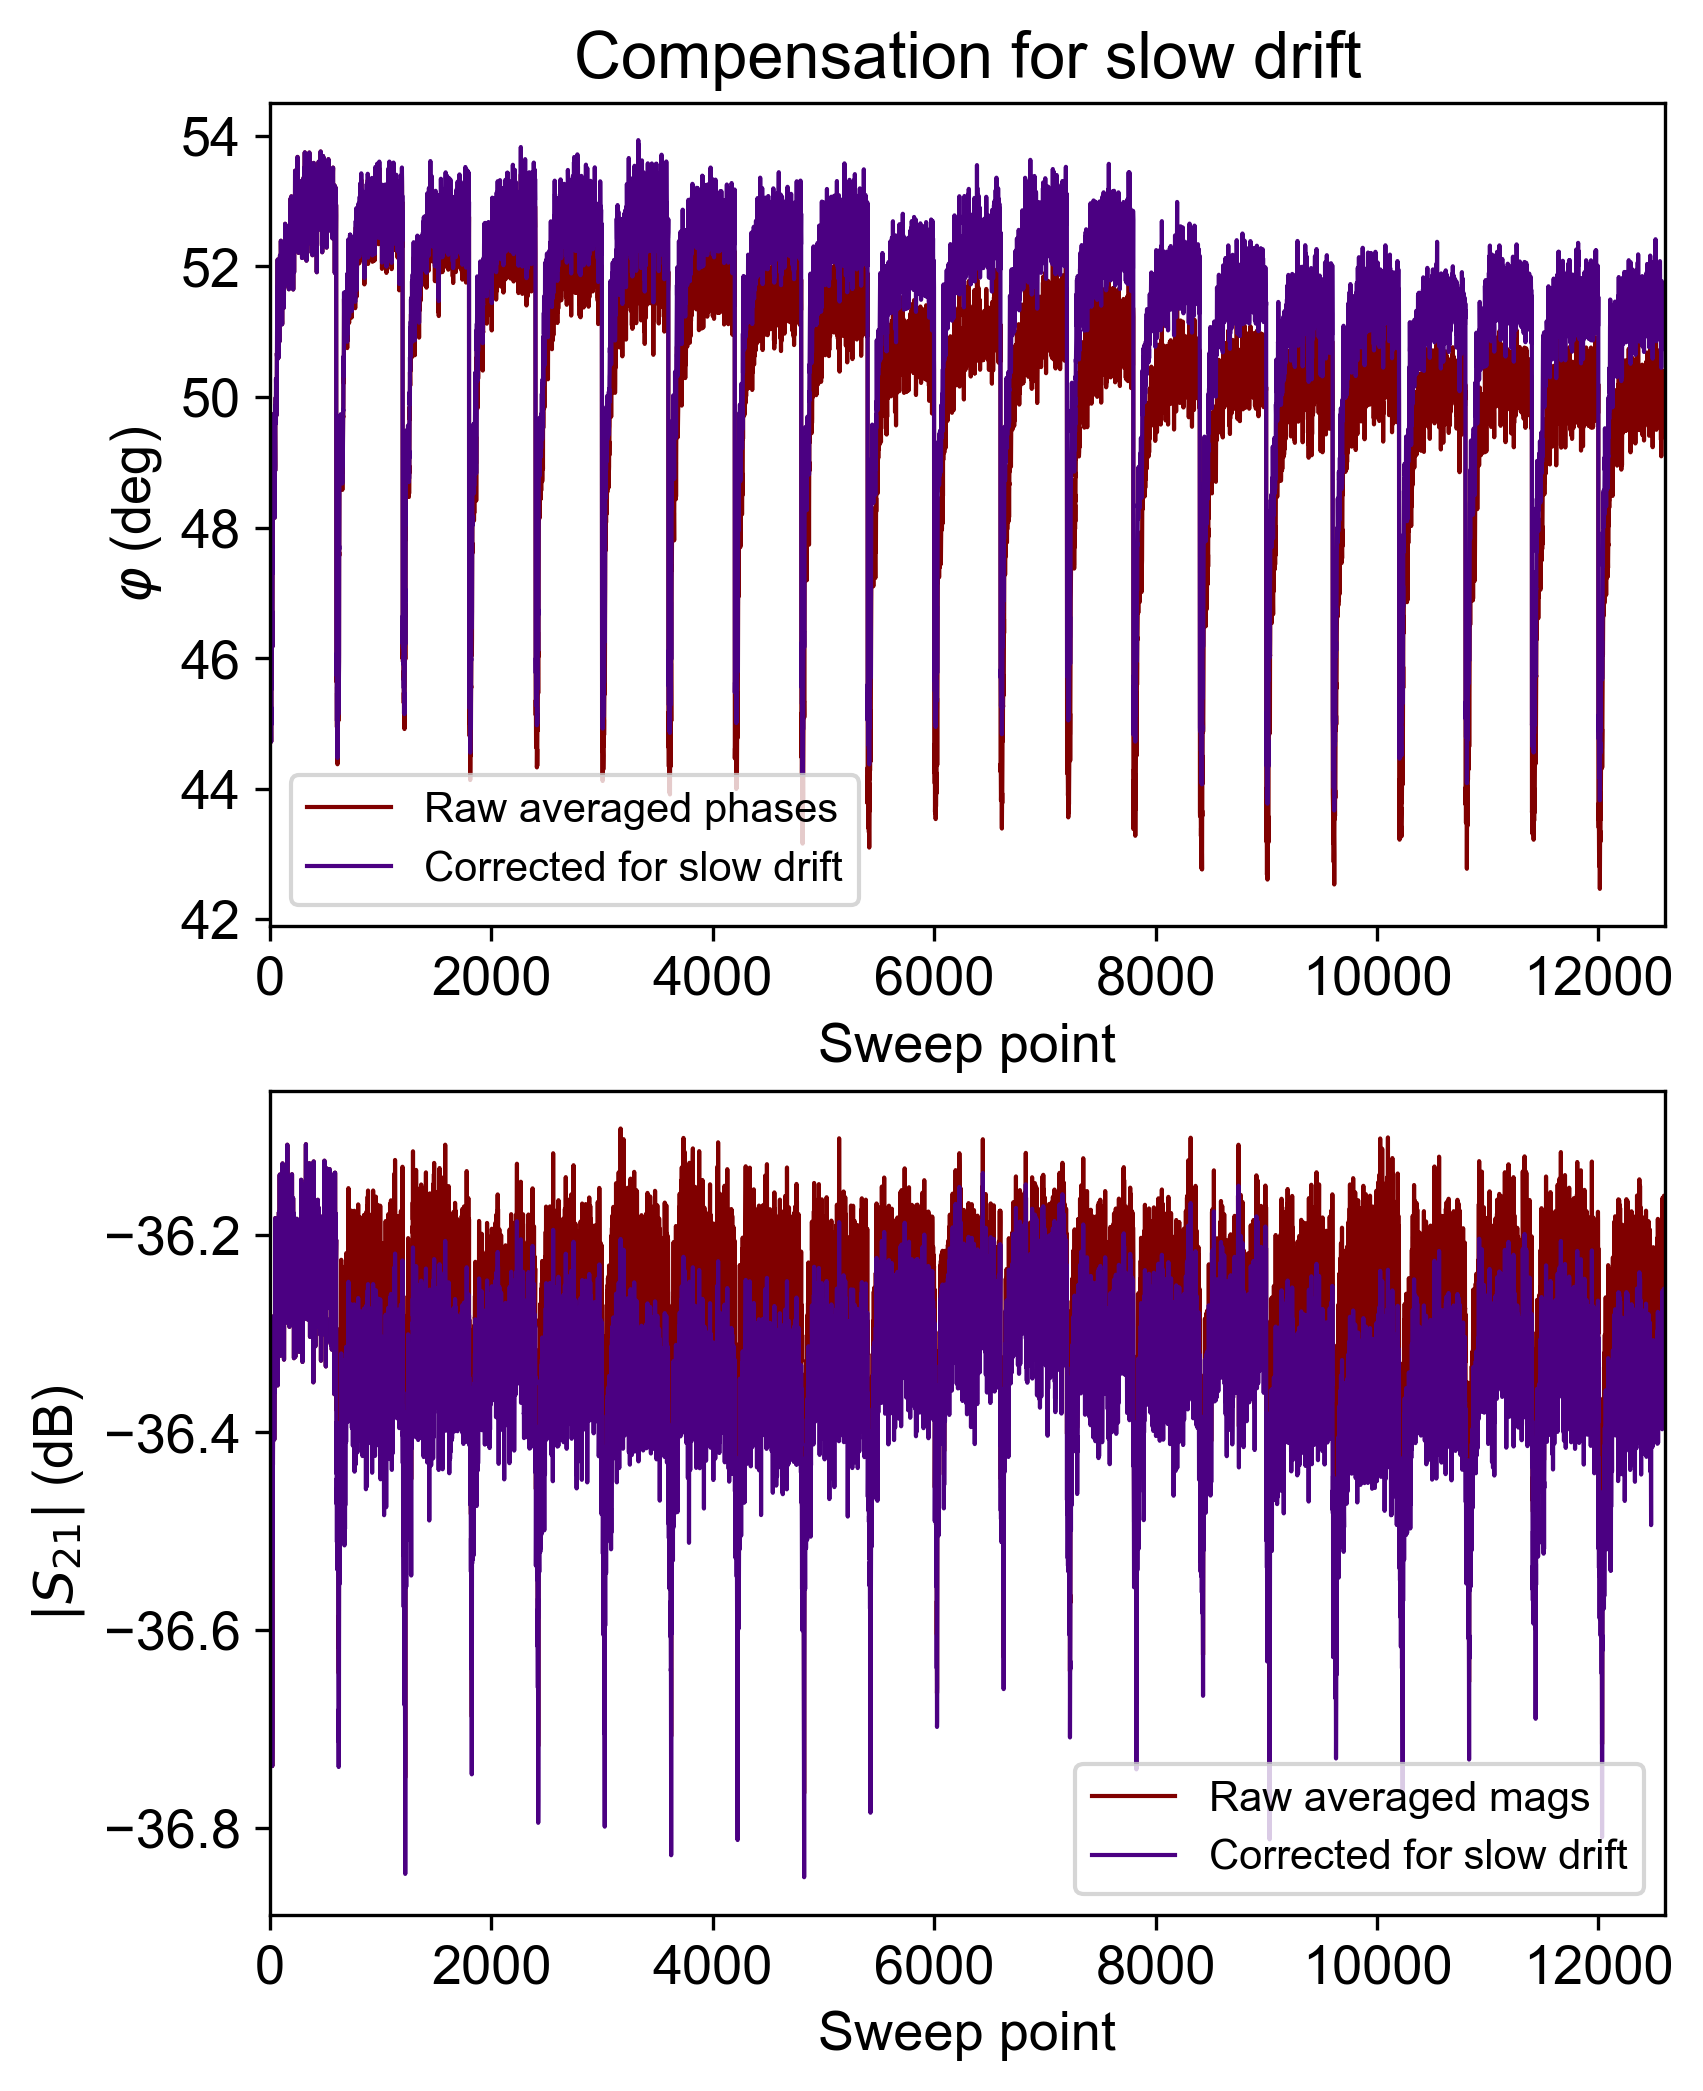 Compensation for slow drift
54
52
50
48
46
44
42
φ (deg)
Raw averaged phases
Corrected for slow drift
0 2000 4000 6000 8000 10000 12000
Sweep point
−36.2
−36.4
−36.6
−36.8
|S₂₁| (dB)
Raw averaged mags
Corrected for slow drift
0 2000 4000 6000 8000 10000 12000
Sweep point